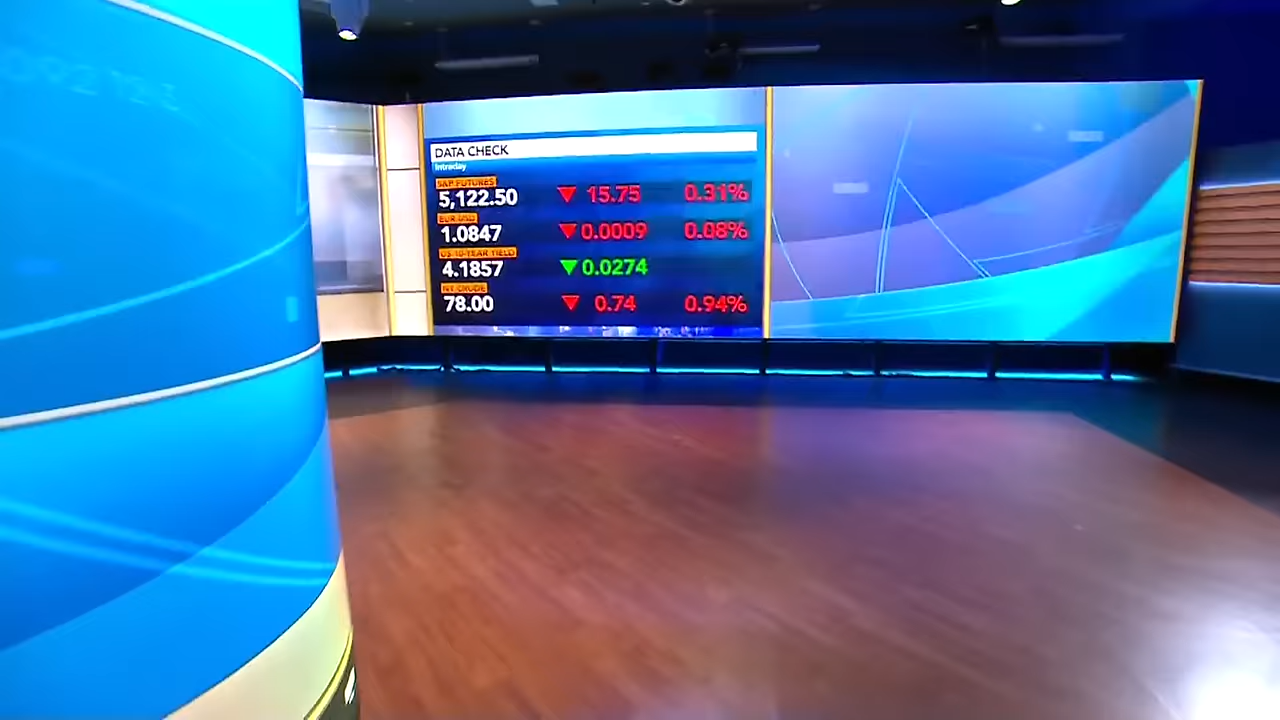 DATA CHECK
Intraday
S&P FUTURES
5,122.50 ▼ 15.75 0.31%
EUR-USD
1.0847 ▼ 0.0009 0.08%
US 10-YEAR YIELD
4.1857 ▼ 0.0274
NY CRUDE
78.00 ▼ 0.74 0.94%